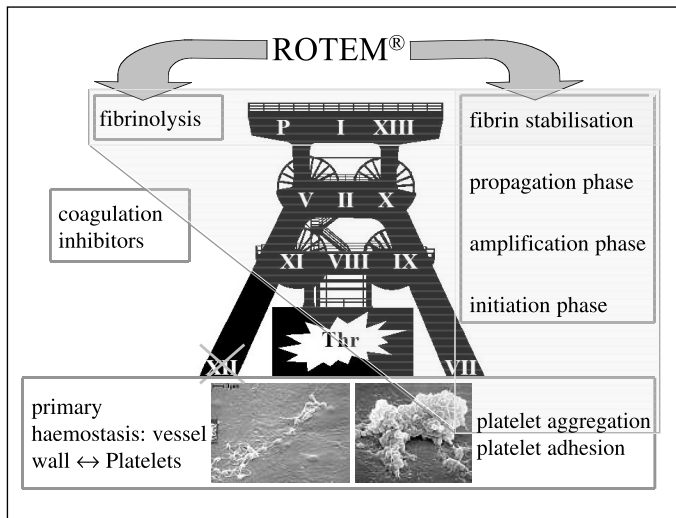 ROTEM®
fibrinolysis
P I XIII
fibrin stabilisation
V II X
propagation phase
coagulation
inhibitors
amplification phase
XI VIII IX
initiation phase
Thr
XII
VII
primary
haemostasis: vessel
wall ↔ Platelets
platelet aggregation
platelet adhesion